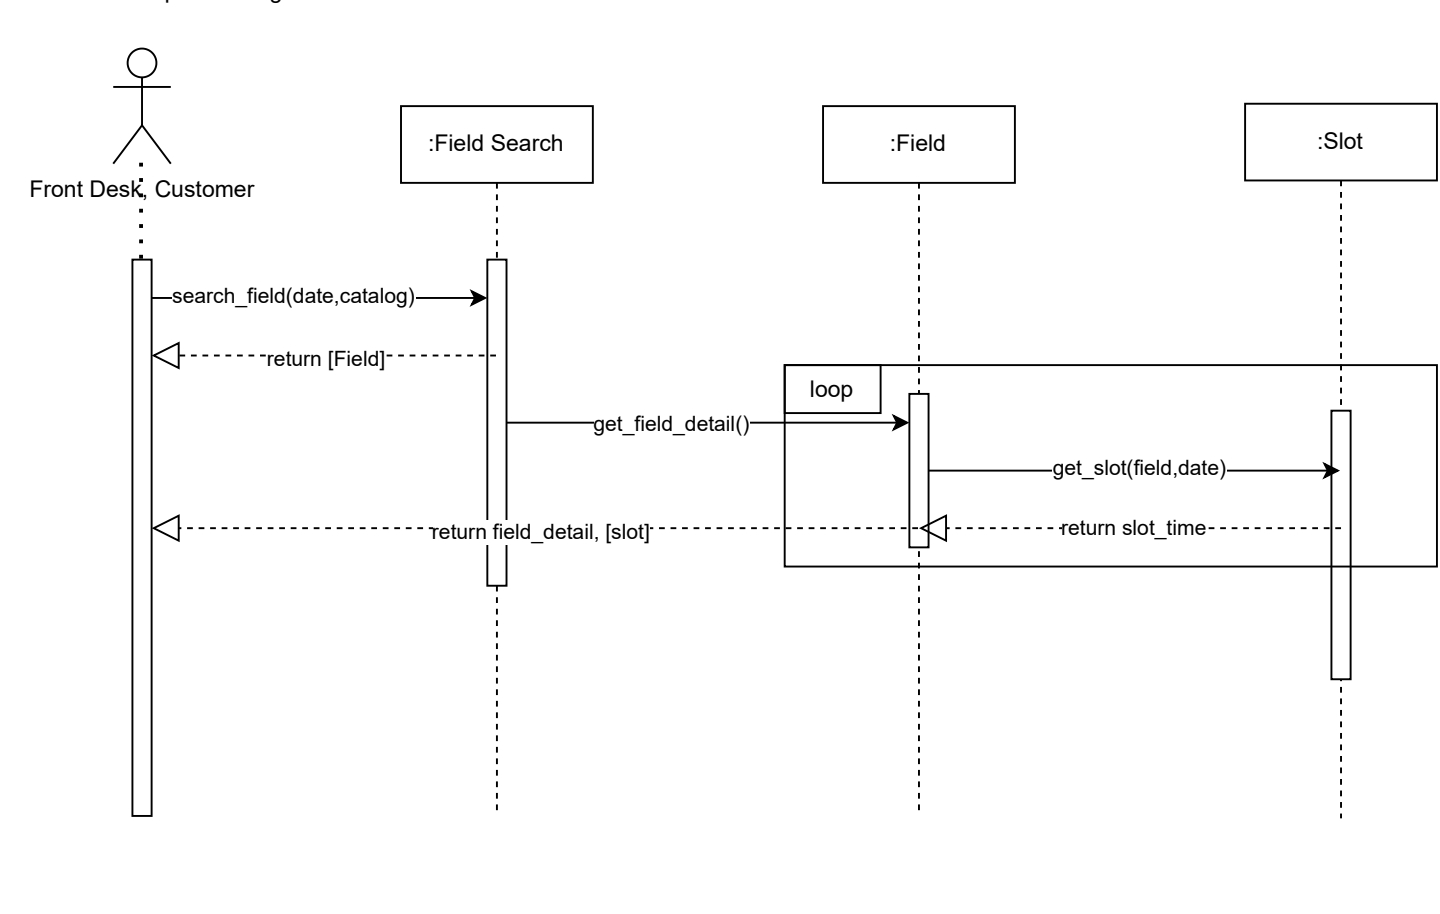 :Field Search
:Field
:Slot
Front Desk, Customer
search_field(date,catalog)
return [Field]
loop
get_field_detail()
get_slot(field,date)
return field_detail, [slot]
return slot_time